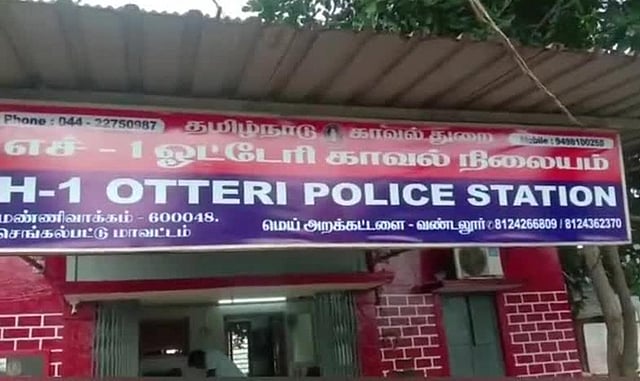 Phone : 044 - 22750987
தமிழ்நாடு காவல் துறை
Mobile : 9498100250
எச் - 1 ஓட்டேரி காவல் நிலையம்
H-1 OTTERI POLICE STATION
மண்ணிவாக்கம் - 600048.
செங்கல்பட்டு மாவட்டம்
மெய் அறக்கட்டளை - வண்டலூர் 8124266809 / 8124362370